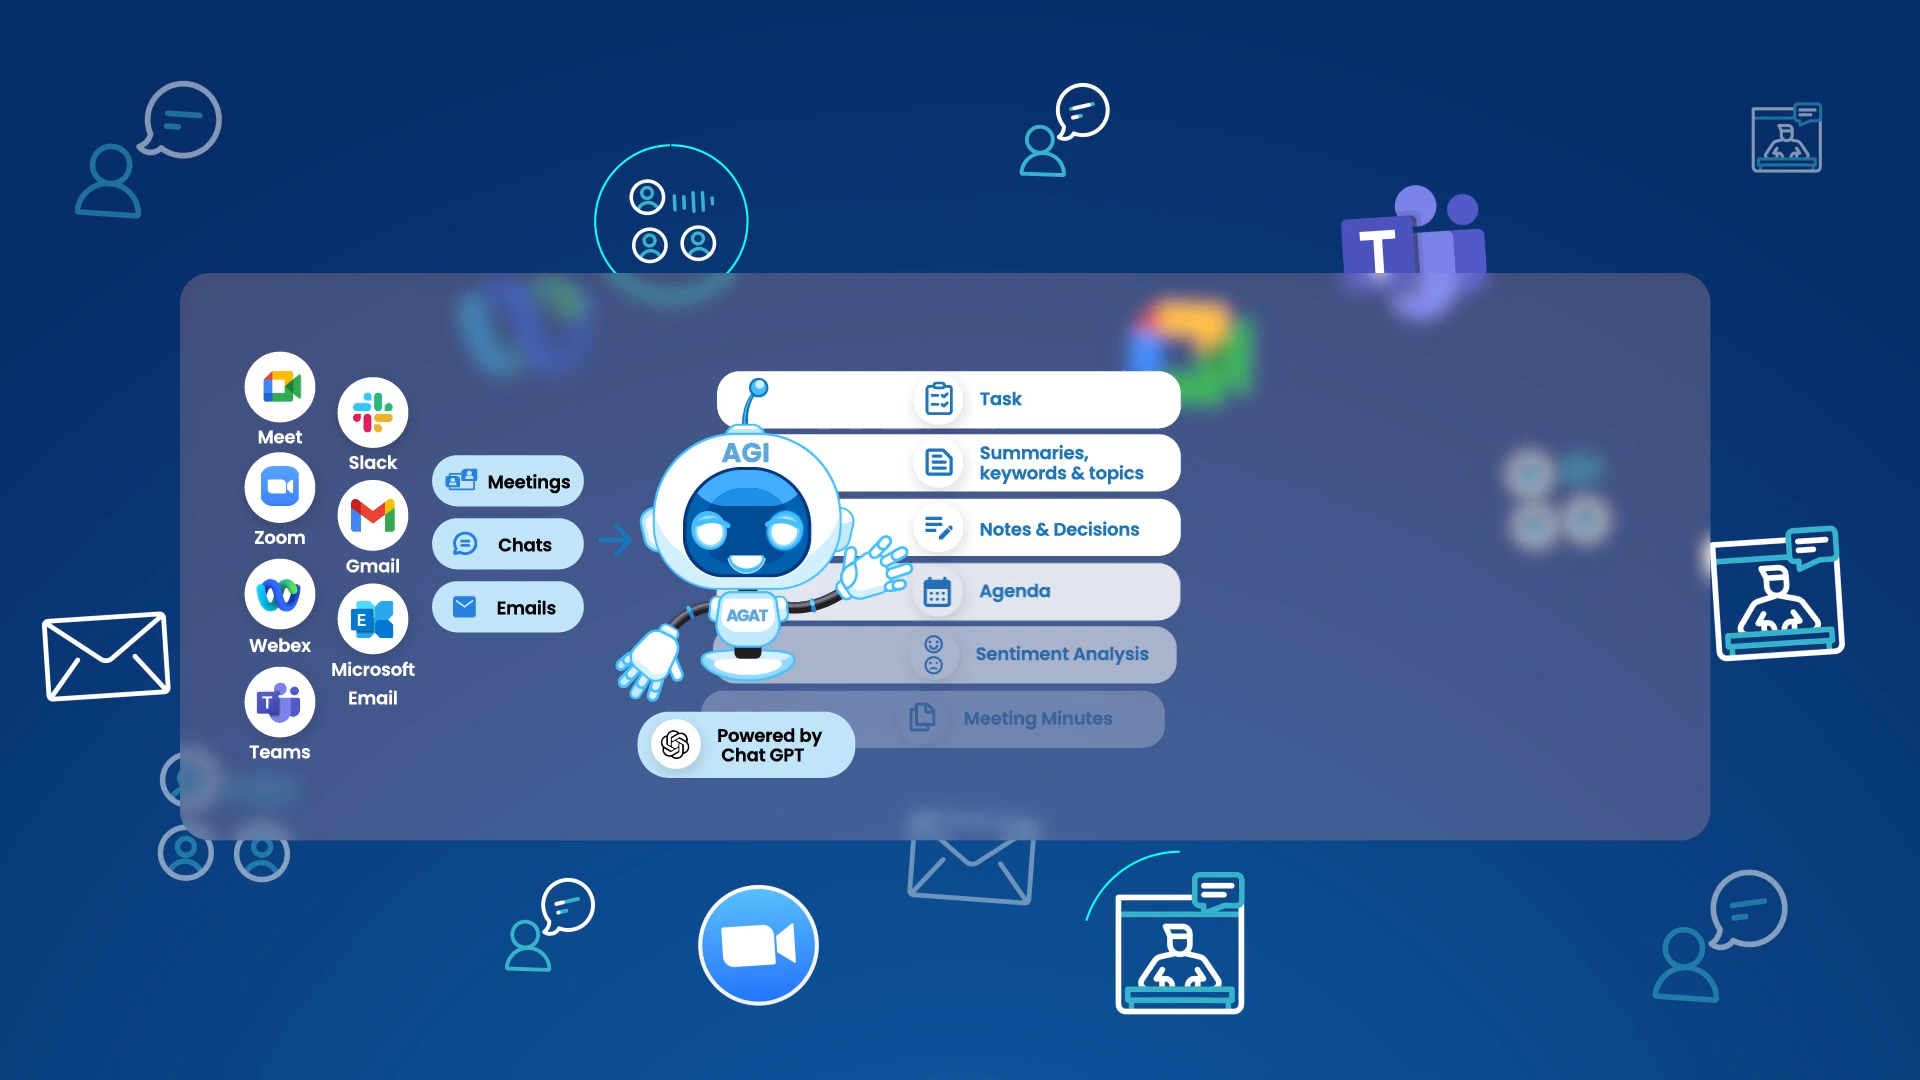 T
Meet
Slack
Zoom
Gmail
Webex
E
Microsoft
Email
T
Teams
Meetings
Chats
Emails
AGI
AGAT
Powered by
Chat GPT
Task
Summaries,
keywords & topics
Notes & Decisions
Agenda
Sentiment Analysis
Meeting Minutes